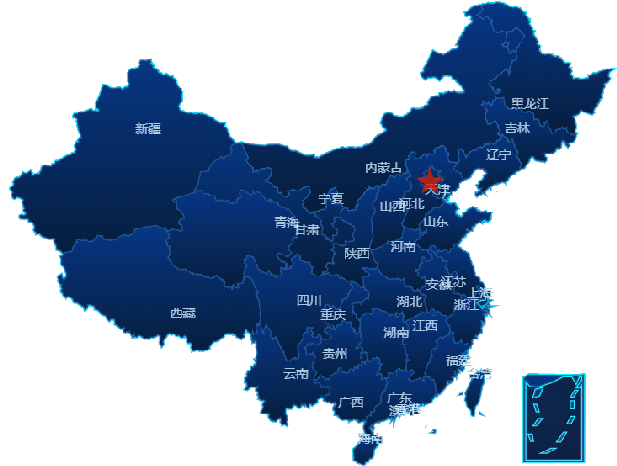 黑龙江
新疆
吉林
辽宁
内蒙古
天津
宁夏
河北
山西
青海
山东
甘肃
河南
陕西
安徽
江苏
上海
四川
湖北
浙江
西藏
重庆
江西
湖南
贵州
福建
云南
台湾
广东
广西
香港
海南